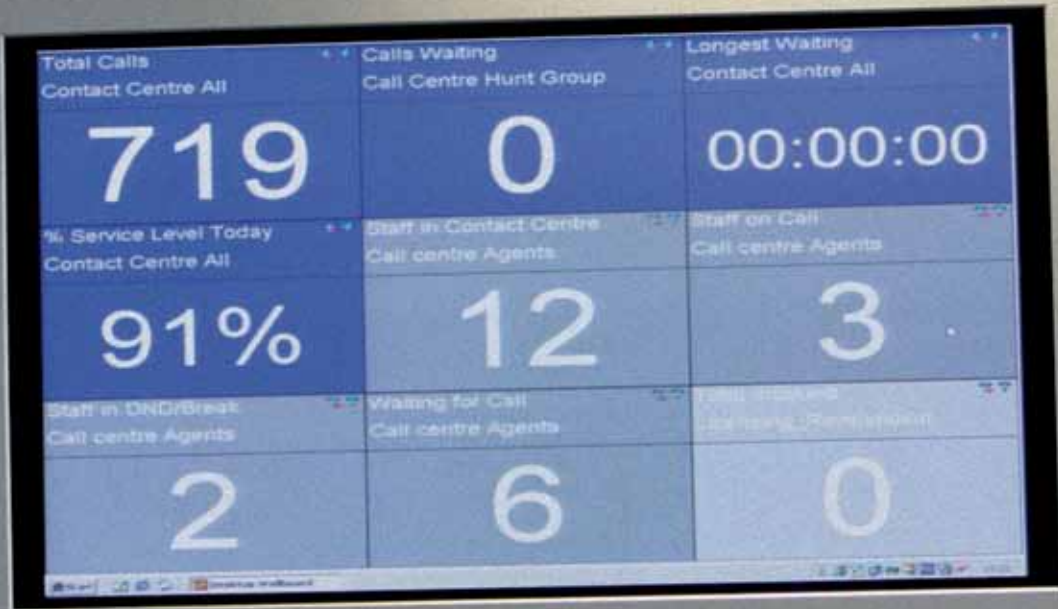 Total Calls
Contact Centre All
719
Calls Waiting
Call Centre Hunt Group
0
Longest Waiting
Contact Centre All
00:00:00
% Service Level Today
Contact Centre All
91%
Staff in Contact Centre
Call centre Agents
12
Staff on Call
Call centre Agents
3
Staff in DND/Break
Call centre Agents
2
Waiting for Call
Call centre Agents
6
0
Start
Desktop Wallboard